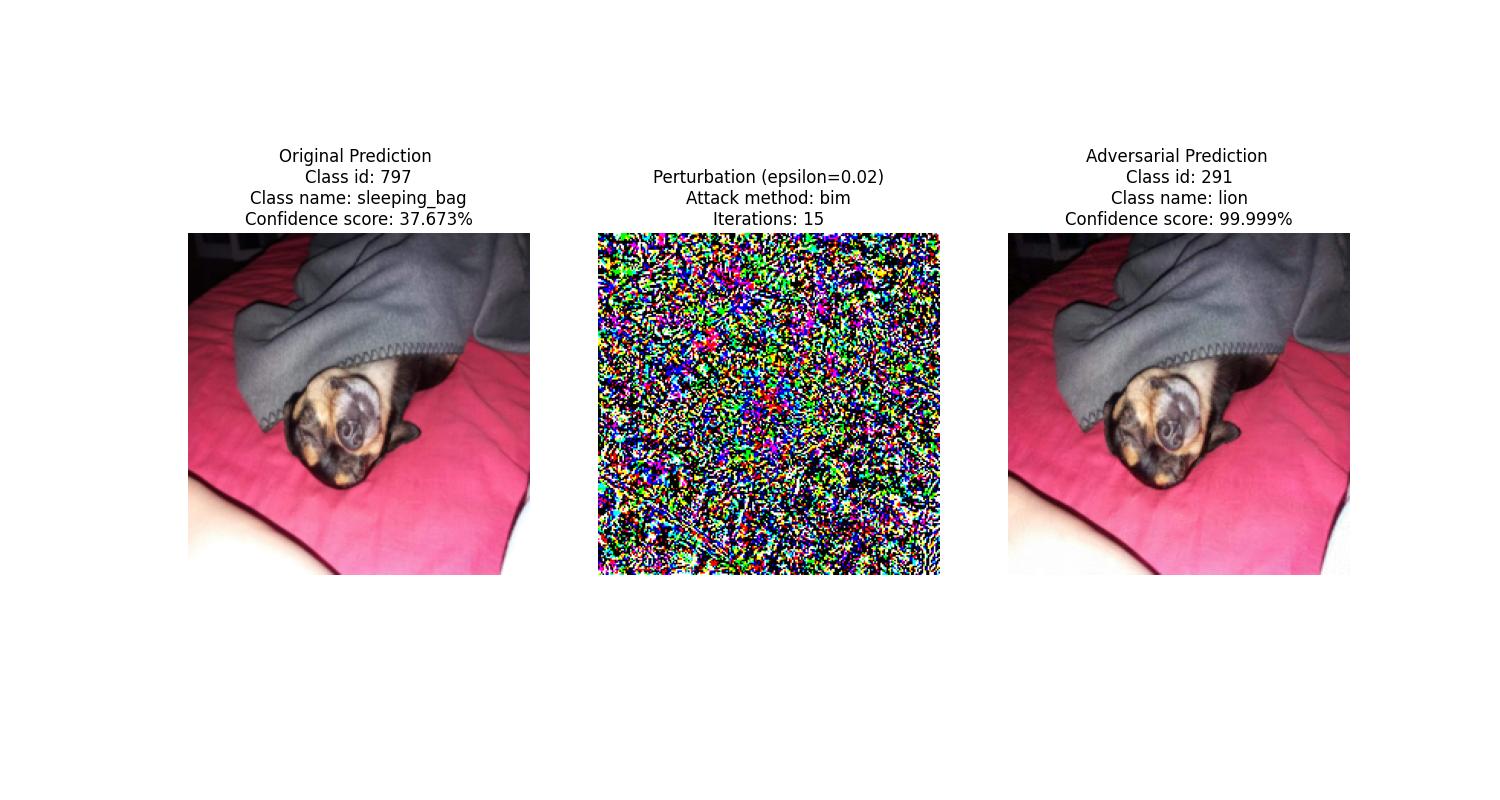 Original Prediction
Class id: 797
Class name: sleeping_bag
Confidence score: 37.673%
Perturbation (epsilon=0.02)
Attack method: bim
Iterations: 15
Adversarial Prediction
Class id: 291
Class name: lion
Confidence score: 99.999%